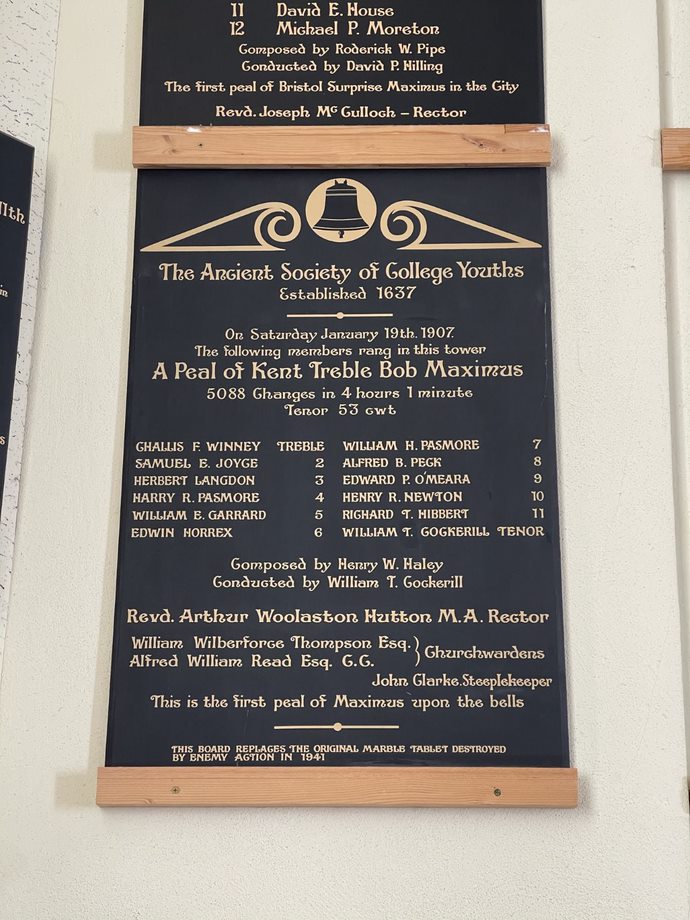 11 David E. House
12 Michael P. Moreton
Composed by Roderick W. Pipe
Conducted by David P. Hilling
The first peal of Bristol Surprise Maximus in the City
Revd. Joseph McCulloch – Rector
The Ancient Society of College Youths
Established 1637
On Saturday January 19th. 1907.
The following members rang in this tower
A Peal of Kent Treble Bob Maximus
5088 Changes in 4 hours 1 minute
Tenor 53 cwt
CHALLIS F. WINNEY TREBLE WILLIAM H. PASMORE 7
SAMUEL E. JOYCE 2 ALFRED B. PECK 8
HERBERT LANGDON 3 EDWARD P. O'MEARA 9
HARRY R. PASMORE 4 HENRY R. NEWTON 10
WILLIAM E. GARRARD 5 RICHARD T. HIBBERT 11
EDWIN HORREX 6 WILLIAM T. COCKERILL TENOR
Composed by Henry W. Haley
Conducted by William T. Cockerill
Revd. Arthur Woolaston Hutton M.A. Rector
William Wilberforce Thompson Esq.
Alfred William Read Esq. C.C. } Churchwardens
John Clarke. Steeplekeeper
This is the first peal of Maximus upon the bells
THIS BOARD REPLACES THE ORIGINAL MARBLE TABLET DESTROYED
BY ENEMY ACTION IN 1941